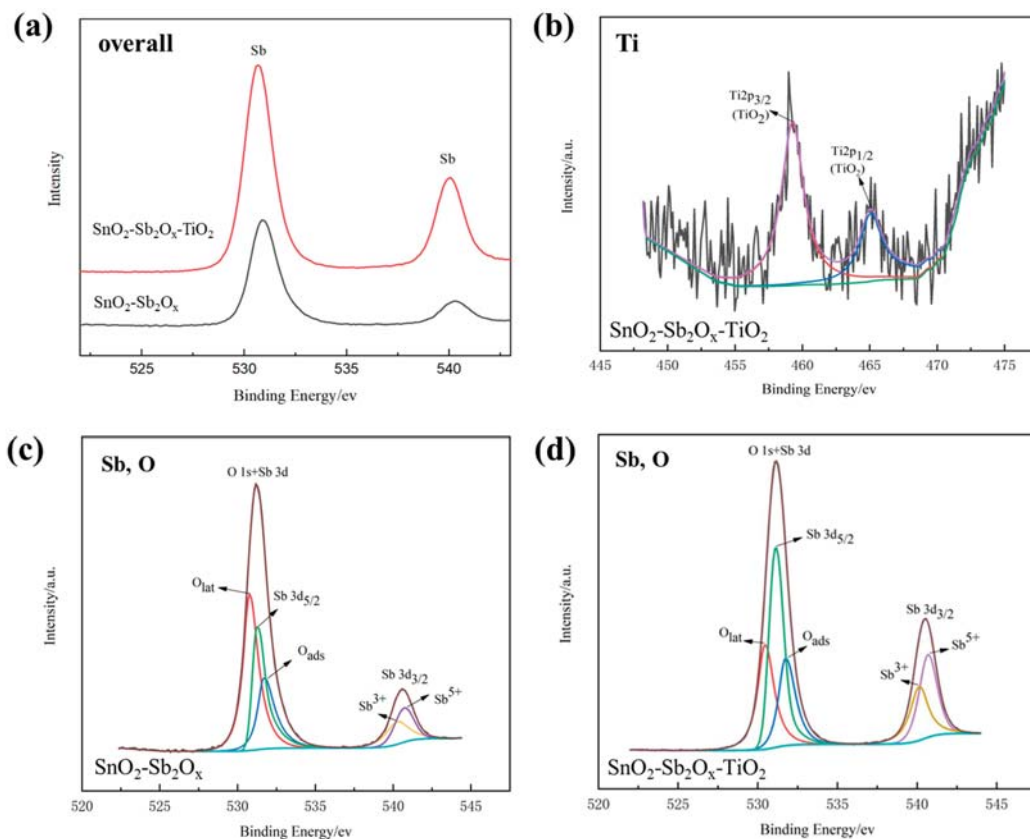 (a)
overall
Sb
Sb
SnO₂-Sb₂Oₓ-TiO₂
SnO₂-Sb₂Oₓ
Intensity
525 530 535 540
Binding Energy/ev
(b)
Ti
Ti2p₃/₂
(TiO₂)
Ti2p₁/₂
(TiO₂)
SnO₂-Sb₂Oₓ-TiO₂
Intensity/a.u.
445 450 455 460 465 470 475
Binding Energy/ev
(c)
Sb, O
O 1s+Sb 3d
O_lat
Sb 3d₅/₂
O_ads
Sb 3d₃/₂
Sb³⁺
Sb⁵⁺
SnO₂-Sb₂Oₓ
Intensity/a.u.
520 525 530 535 540 545
Binding Energy/ev
(d)
Sb, O
O 1s+Sb 3d
Sb 3d₅/₂
O_lat
O_ads
Sb 3d₃/₂
Sb³⁺
Sb⁵⁺
SnO₂-Sb₂Oₓ-TiO₂
Intensity/a.u.
520 525 530 535 540 545
Binding Energy/ev